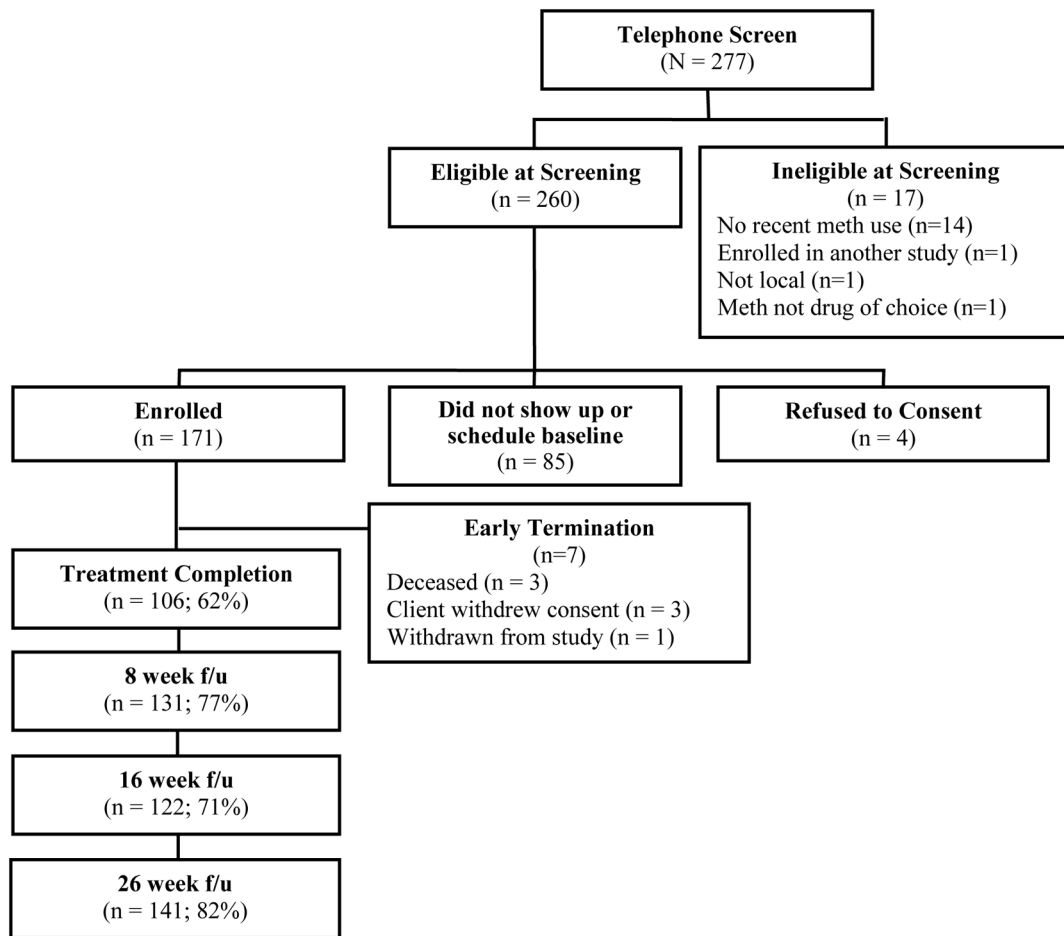 Telephone Screen
(N = 277)
Eligible at Screening
(n = 260)
Ineligible at Screening
(n = 17)
No recent meth use (n=14)
Enrolled in another study (n=1)
Not local (n=1)
Meth not drug of choice (n=1)
Enrolled
(n = 171)
Did not show up or
schedule baseline
(n = 85)
Refused to Consent
(n = 4)
Early Termination
(n=7)
Deceased (n = 3)
Client withdrew consent (n = 3)
Withdrawn from study (n = 1)
Treatment Completion
(n = 106; 62%)
8 week f/u
(n = 131; 77%)
16 week f/u
(n = 122; 71%)
26 week f/u
(n = 141; 82%)